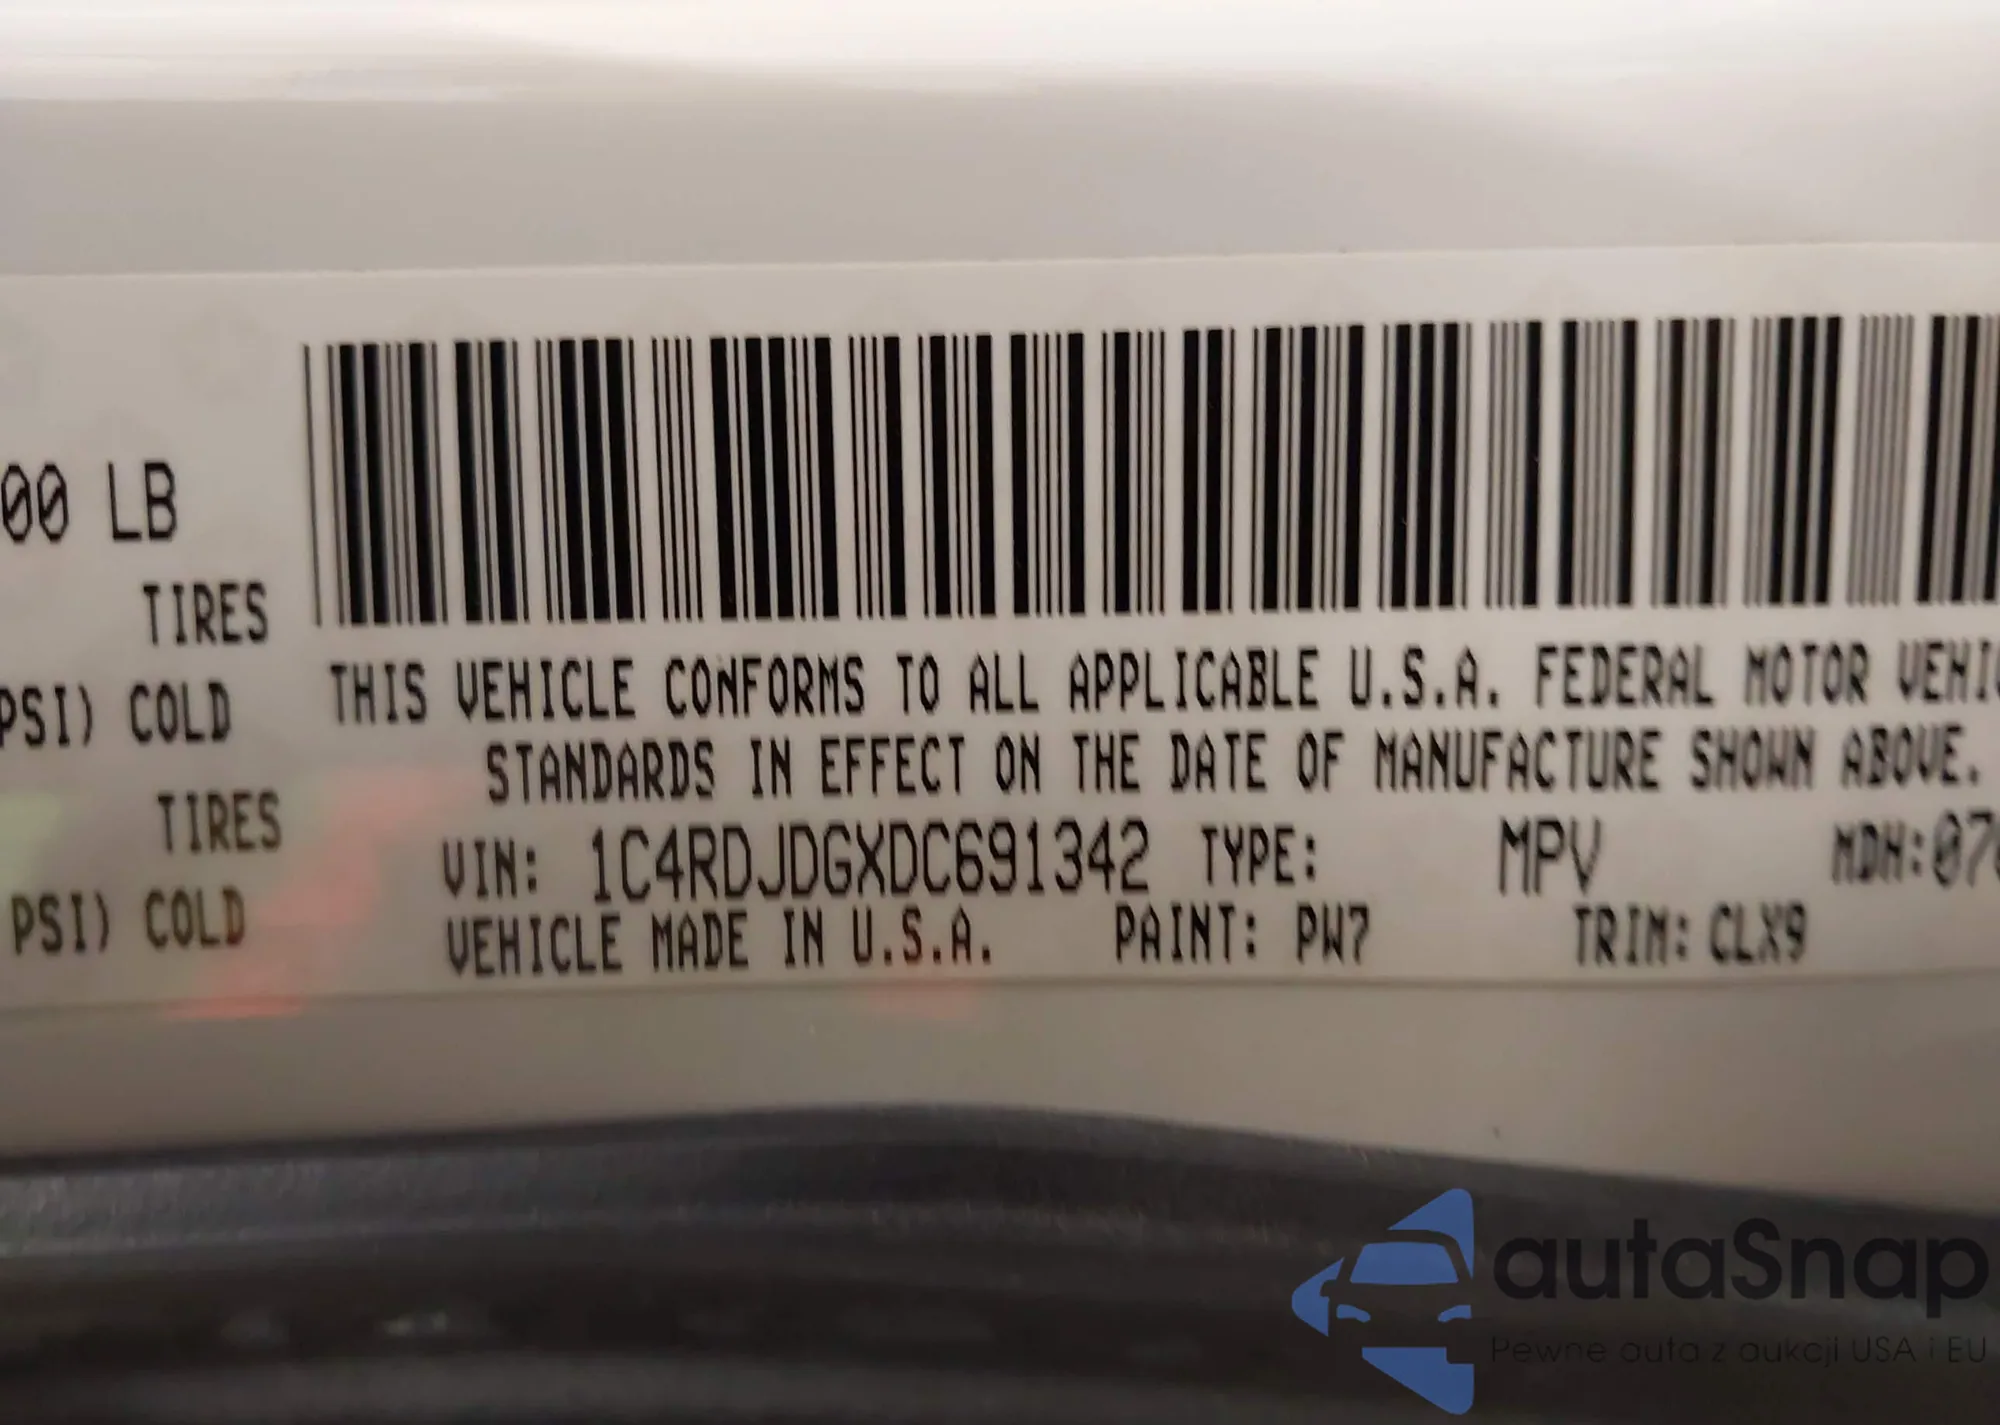 00 LB
TIRES
PSI) COLD
TIRES
PSI) COLD
THIS VEHICLE CONFORMS TO ALL APPLICABLE U.S.A. FEDERAL MOTOR
STANDARDS IN EFFECT ON THE DATE OF MANUFACTURE SHOWN ABOVE.
VIN: 1C4RDJDGXDC691342 TYPE: MPV MDH:07
VEHICLE MADE IN U.S.A. PAINT: PW7 TRIM: CLX9
autaSnap
Pewne auta z aukcji USA i EU